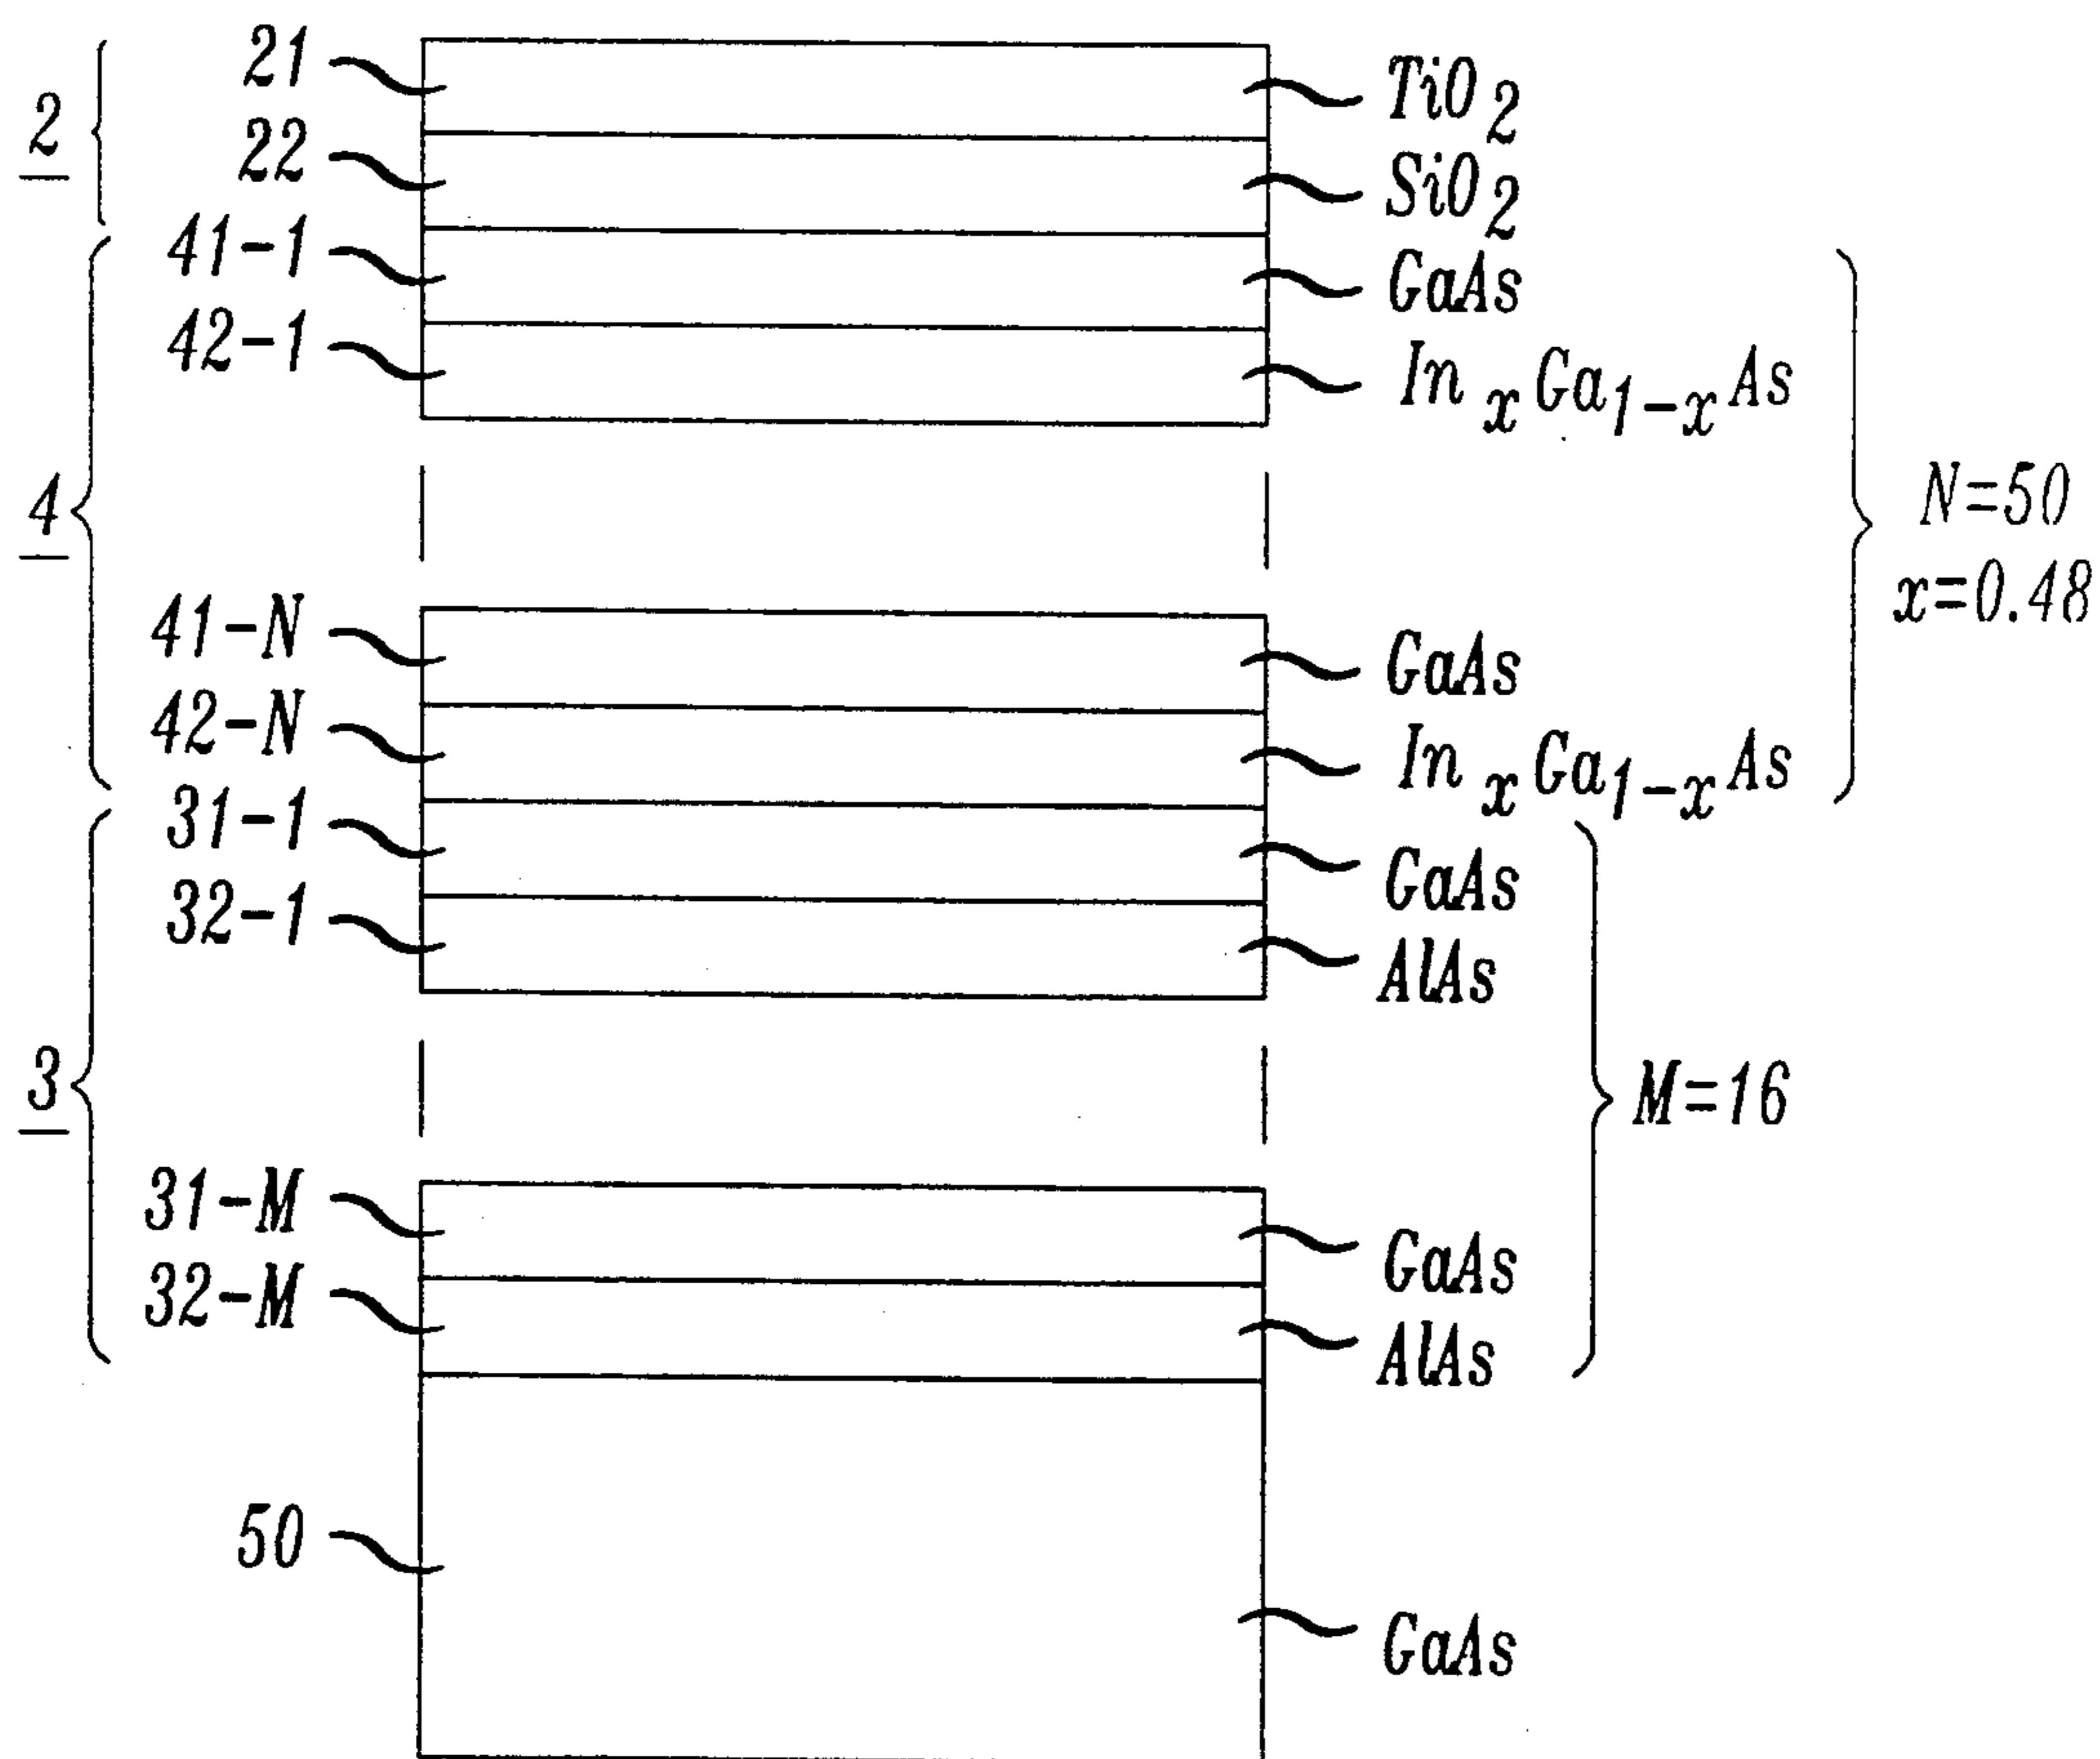 2
21
TiO2
22
SiO2
41-1
GaAs
42-1
InxGa1-xAs
4
N=50
x=0.48
41-N
GaAs
42-N
InxGa1-xAs
31-1
GaAs
32-1
AlAs
3
M=16
31-M
GaAs
32-M
AlAs
50
GaAs